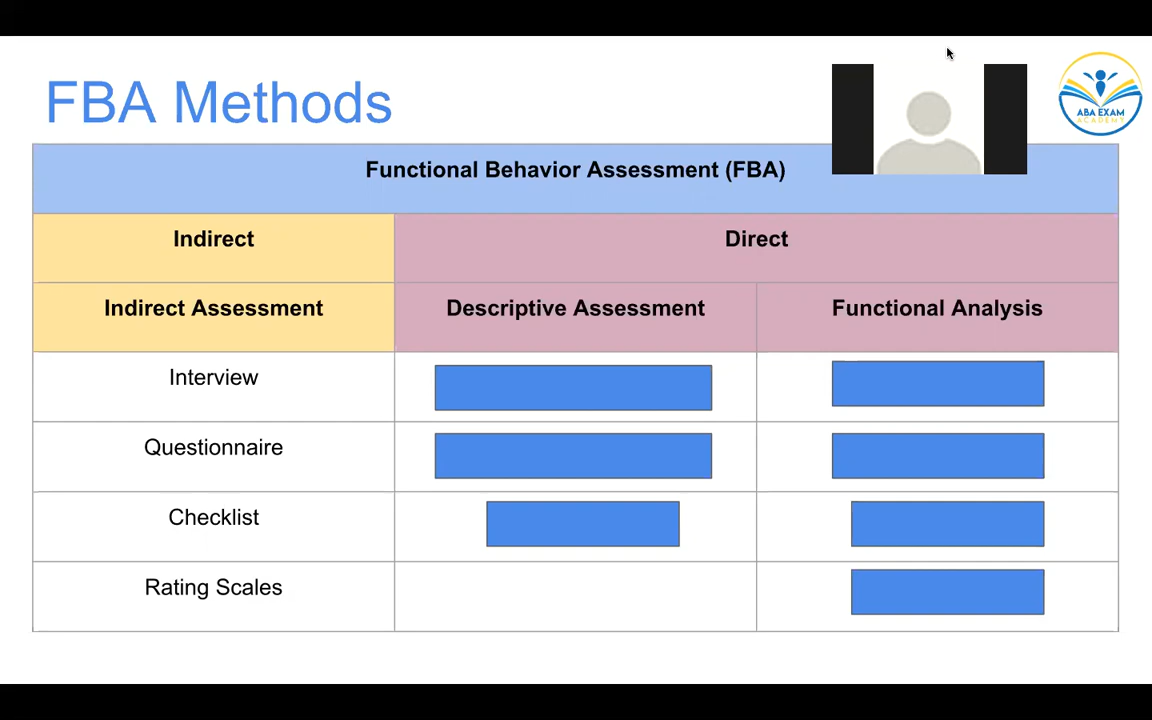 FBA Methods
ABA EXAM
ACADEMY
Functional Behavior Assessment (FBA)
Indirect
Direct
Indirect Assessment
Descriptive Assessment
Functional Analysis
Interview
Questionnaire
Checklist
Rating Scales